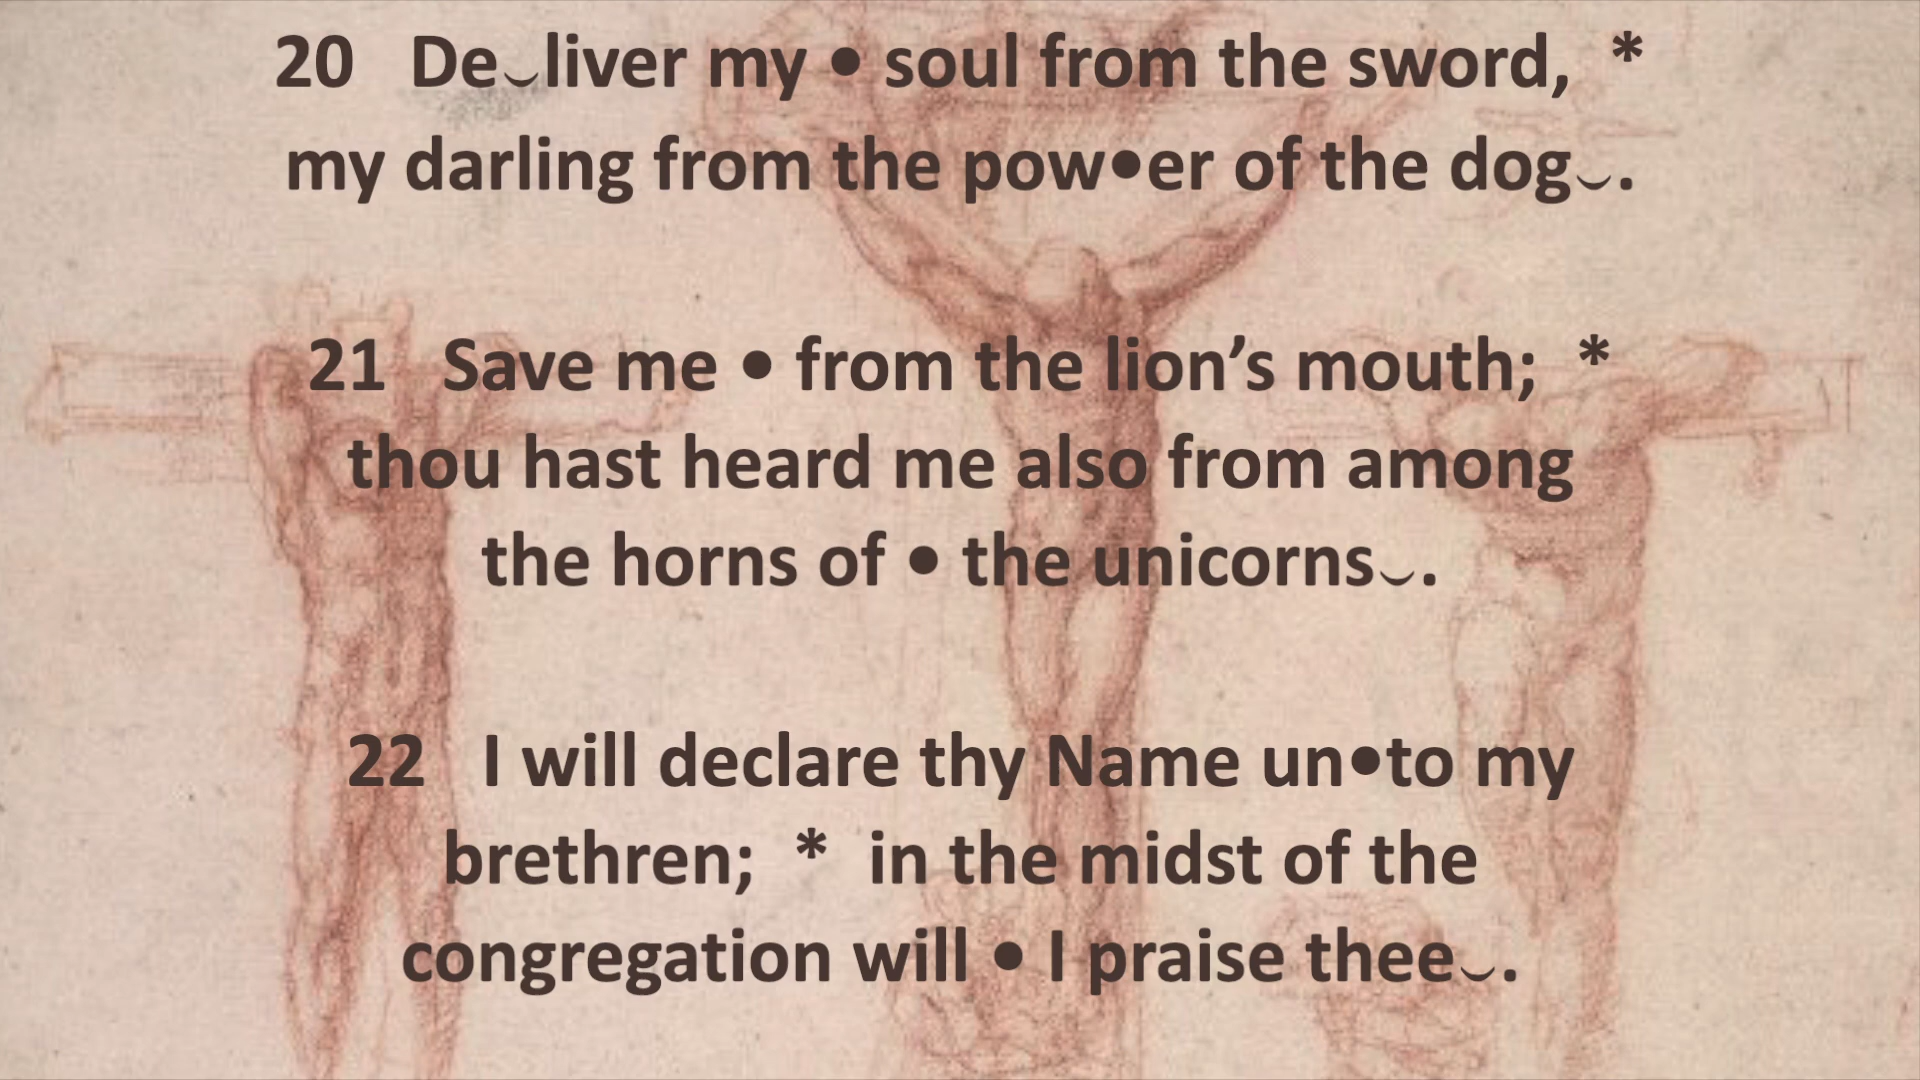 20 De‿liver my • soul from the sword, *
my darling from the pow•er of the dog‿.
21 Save me • from the lion’s mouth; *
thou hast heard me also from among
the horns of • the unicorns‿.
22 I will declare thy Name un•to my
brethren; * in the midst of the
congregation will • I praise thee‿.